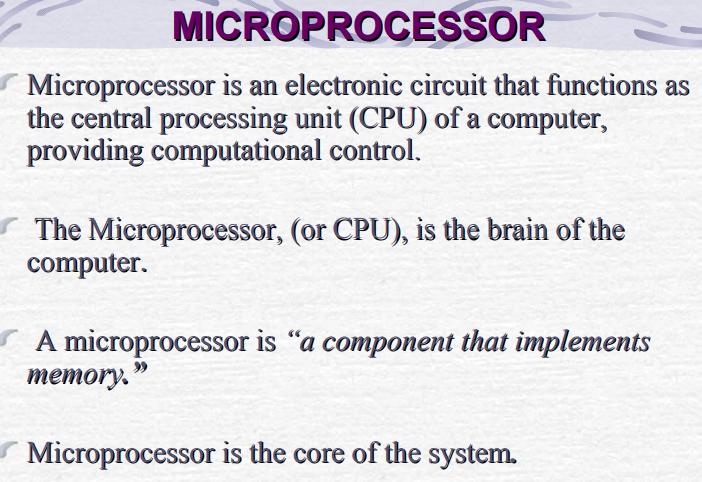 MICROPROCESSOR
Microprocessor is an electronic circuit that functions as
the central processing unit (CPU) of a computer,
providing computational control.
The Microprocessor, (or CPU), is the brain of the
computer.
A microprocessor is “a component that implements
memory.”
Microprocessor is the core of the system.